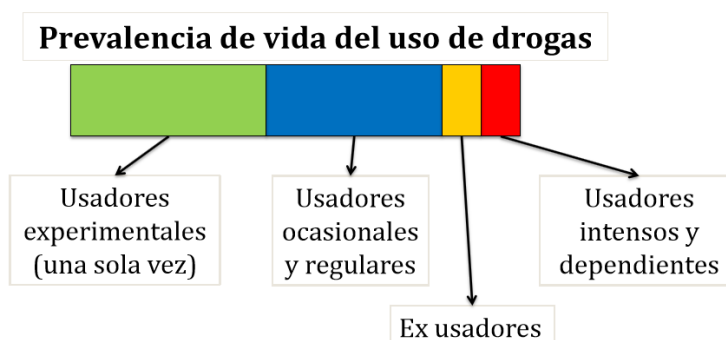 Prevalencia de vida del uso de drogas
Usadores
experimentales
(una sola vez)
Usadores
ocasionales
y regulares
Usadores
intensos y
dependientes
Ex usadores